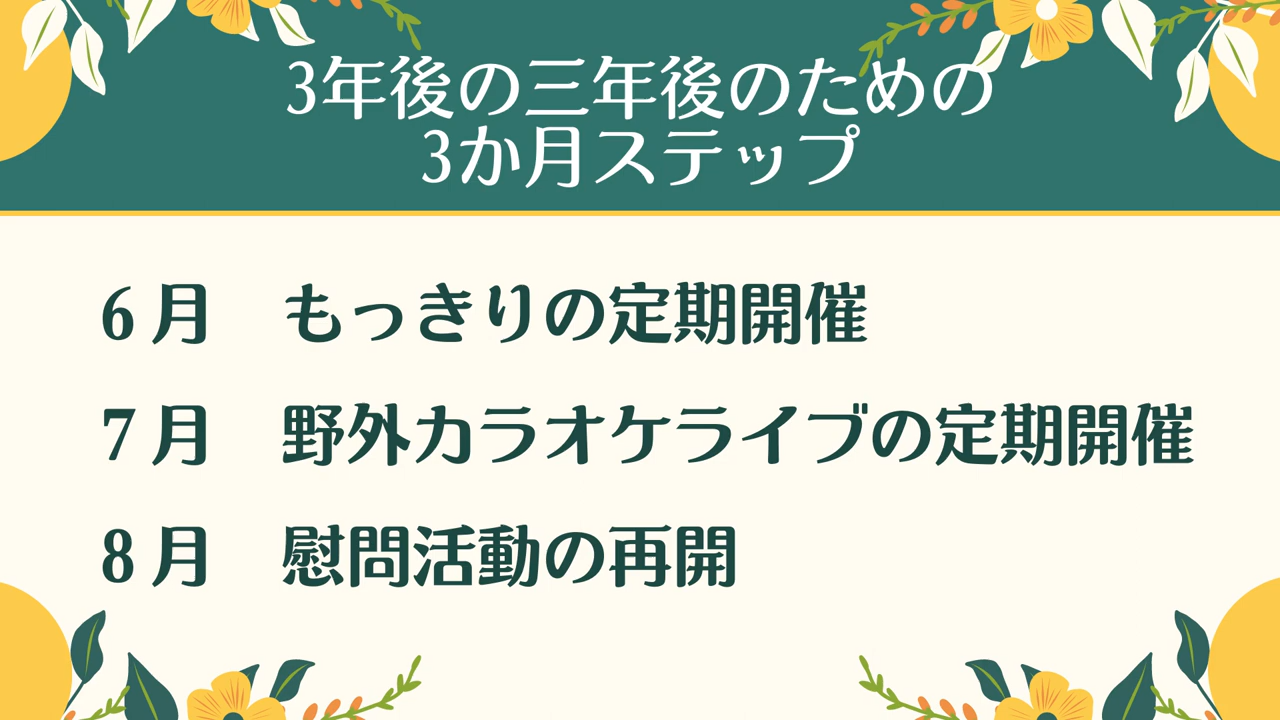 3年後の三年後のための
3か月ステップ
6月　もっきりの定期開催
7月　野外カラオケライブの定期開催
8月　慰問活動の再開